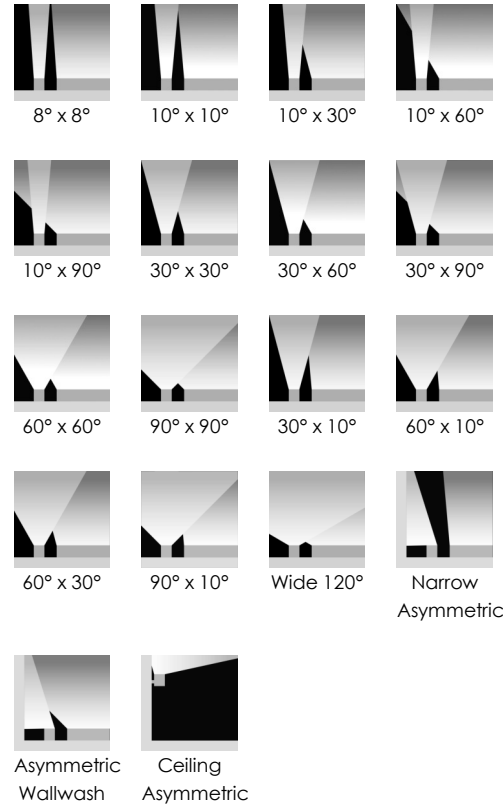 8° x 8°
10° x 10°
10° x 30°
10° x 60°
10° x 90°
30° x 30°
30° x 60°
30° x 90°
60° x 60°
90° x 90°
30° x 10°
60° x 10°
60° x 30°
90° x 10°
Wide 120°
Narrow
Asymmetric
Asymmetric
Wallwash
Ceiling
Asymmetric